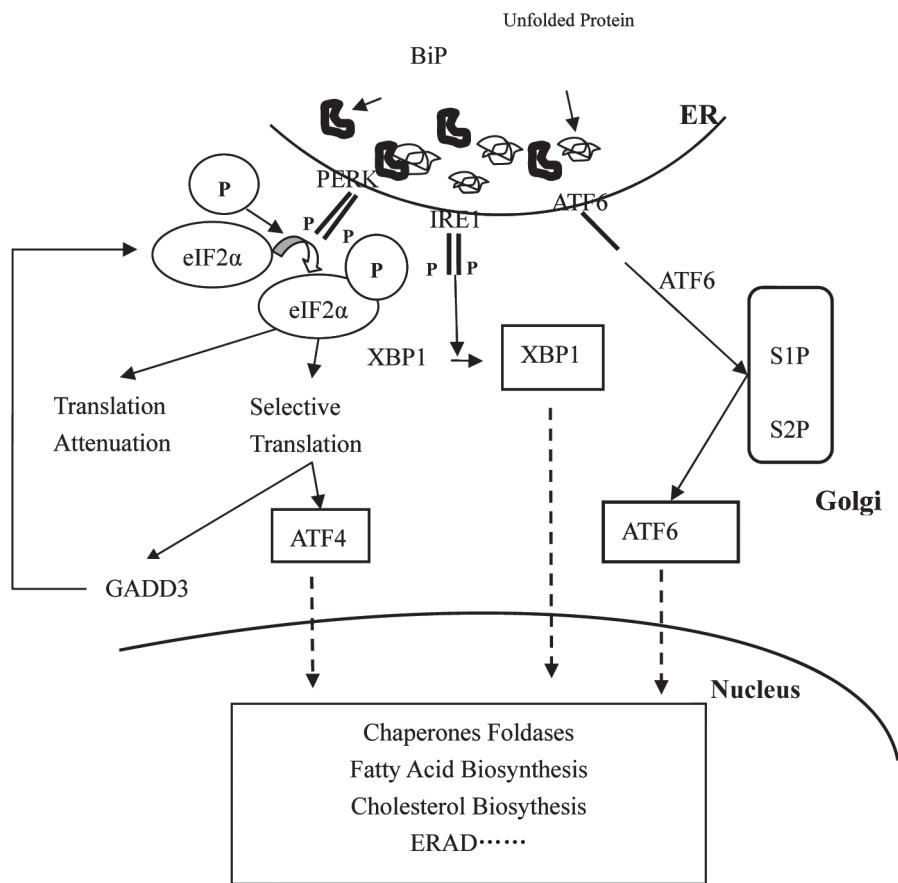 Unfolded Protein
BiP
ER
PERK
ATF6
IRE1
P
P
P
P
P
P
eIF2α
eIF2α
ATF6
XBP1
XBP1
S1P
S2P
Translation
Attenuation
Selective
Translation
Golgi
ATF4
ATF6
GADD3
Nucleus
Chaperones Foldases
Fatty Acid Biosynthesis
Cholesterol Biosythesis
ERAD……